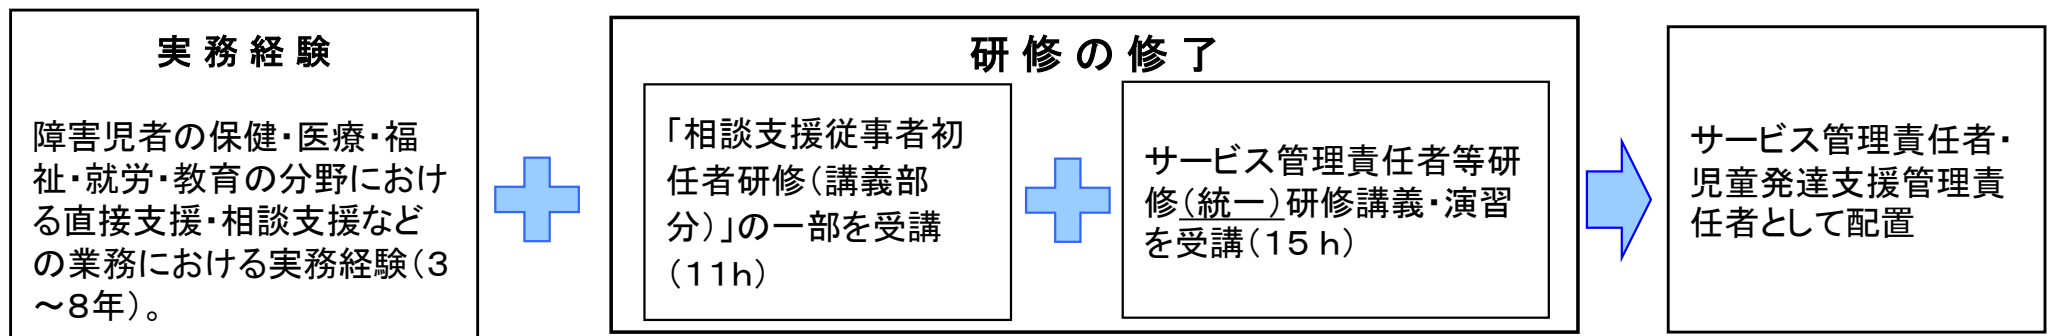 実務経験
障害児者の保健・医療・福
祉・就労・教育の分野におけ
る直接支援・相談支援など
の業務における実務経験(3
~8年)。
研修の修了
「相談支援従事者初
任者研修(講義部
分)」の一部を受講
(11h)
サービス管理責任者等研
修(統一)研修講義・演習
を受講(15h)
サービス管理責任者・
児童発達支援管理責
任者として配置